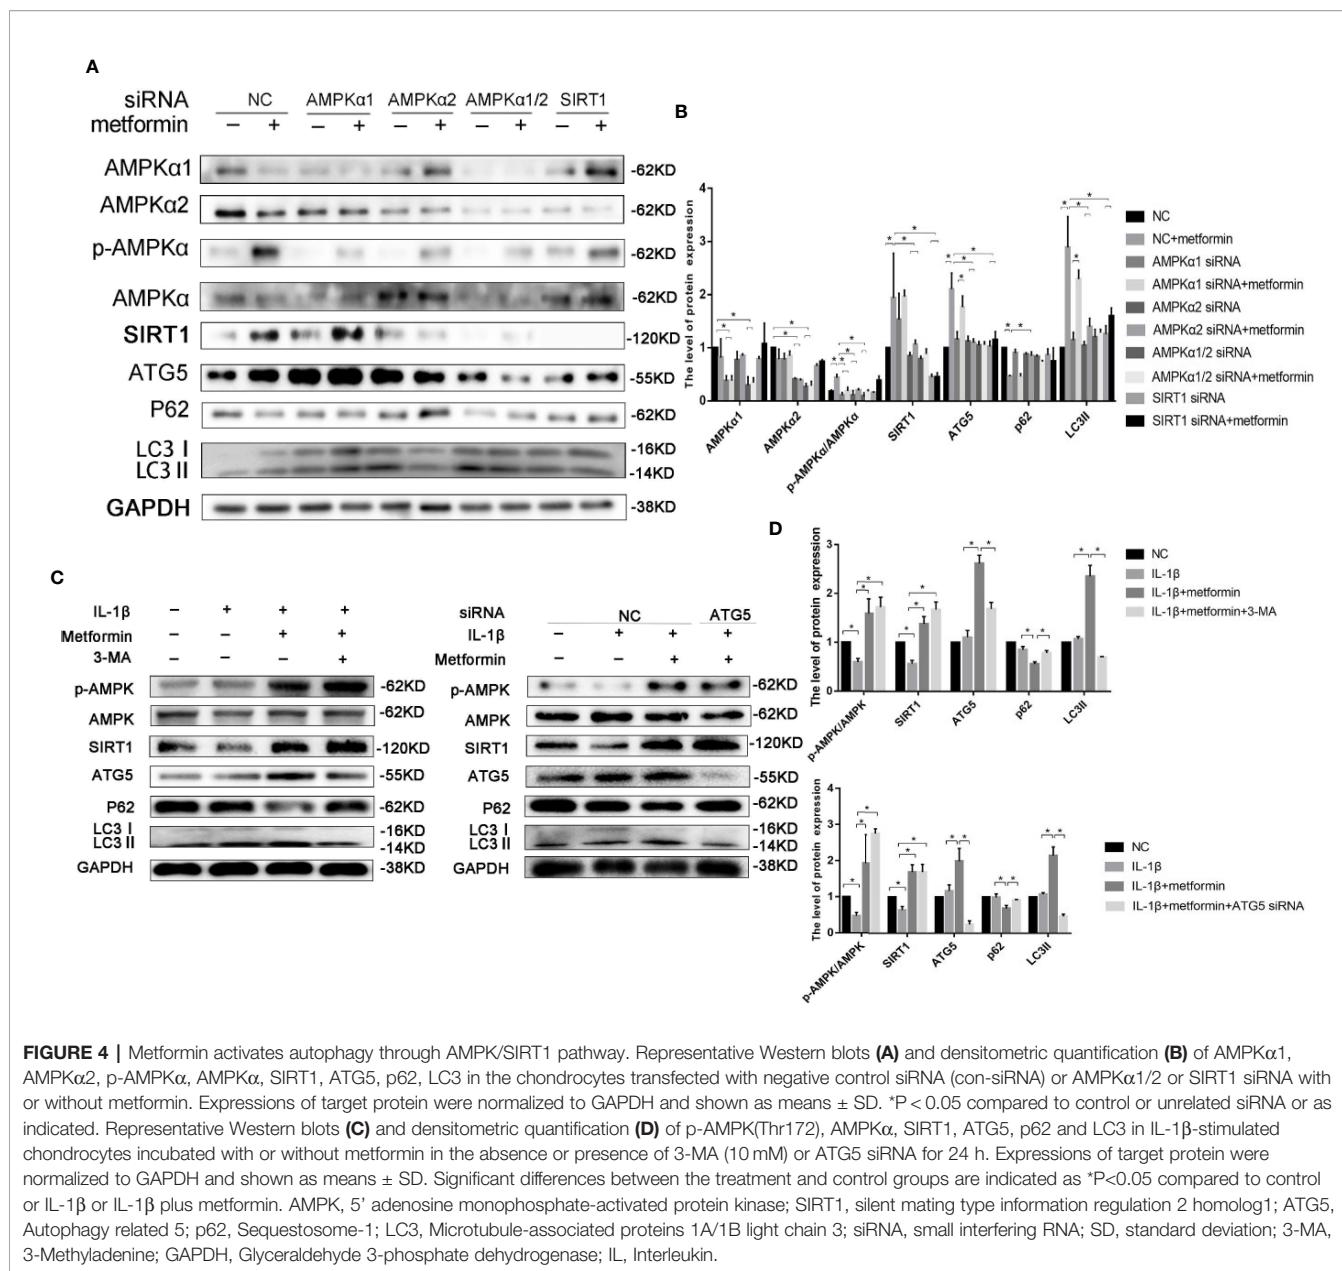 A
siRNA NC AMPKα1 AMPKα2 AMPKα1/2 SIRT1
metformin – + – + – + – + – +
AMPKα1 -62KD
AMPKα2 -62KD
p-AMPKα -62KD
AMPKα -62KD
SIRT1 -120KD
ATG5 -55KD
P62 -62KD
LC3 I -16KD
LC3 II -14KD
GAPDH -38KD
B
The level of protein expression
4
3
2
1
0
* * * * * * * * * * * * * * * * * * * * * *
AMPKα1 AMPKα2 p-AMPKα/AMPKα SIRT1 ATG5 p62 LC3II
NC
NC+metformin
AMPKα1 siRNA
AMPKα1 siRNA+metformin
AMPKα2 siRNA
AMPKα2 siRNA+metformin
AMPKα1/2 siRNA
AMPKα1/2 siRNA+metformin
SIRT1 siRNA
SIRT1 siRNA+metformin
C
IL-1β – + + +
Metformin – – + +
3-MA – – – +
p-AMPK -62KD
AMPK -62KD
SIRT1 -120KD
ATG5 -55KD
P62 -62KD
LC3 I -16KD
LC3 II -14KD
GAPDH -38KD
siRNA NC ATG5
IL-1β – + + +
Metformin – – + +
p-AMPK -62KD
AMPK -62KD
SIRT1 -120KD
ATG5 -55KD
P62 -62KD
LC3 I -16KD
LC3 II -14KD
GAPDH -38KD
D
The level of protein expression
3
2
1
0
* * * * * * * * * * * *
p-AMPK/AMPK SIRT1 ATG5 p62 LC3II
NC
IL-1β
IL-1β+metformin
IL-1β+metformin+3-MA
The level of protein expression
4
3
2
1
0
* * * * * * * * * * * *
p-AMPK/AMPK SIRT1 ATG5 p62 LC3II
NC
IL-1β
IL-1β+metformin
IL-1β+metformin+ATG5 siRNA
FIGURE 4 | Metformin activates autophagy through AMPK/SIRT1 pathway. Representative Western blots (A) and densitometric quantification (B) of AMPKα1,
AMPKα2, p-AMPKα, AMPKα, SIRT1, ATG5, p62, LC3 in the chondrocytes transfected with negative control siRNA (con-siRNA) or AMPKα1/2 or SIRT1 siRNA with
or without metformin. Expressions of target protein were normalized to GAPDH and shown as means ± SD. *P < 0.05 compared to control or unrelated siRNA or as
indicated. Representative Western blots (C) and densitometric quantification (D) of p-AMPK(Thr172), AMPKα, SIRT1, ATG5, p62 and LC3 in IL-1β-stimulated
chondrocytes incubated with or without metformin in the absence or presence of 3-MA (10 mM) or ATG5 siRNA for 24 h. Expressions of target protein were
normalized to GAPDH and shown as means ± SD. Significant differences between the treatment and control groups are indicated as *P<0.05 compared to control
or IL-1β or IL-1β plus metformin. AMPK, 5' adenosine monophosphate-activated protein kinase; SIRT1, silent mating type information regulation 2 homolog1; ATG5,
Autophagy related 5; p62, Sequestosome-1; LC3, Microtubule-associated proteins 1A/1B light chain 3; siRNA, small interfering RNA; SD, standard deviation; 3-MA,
3-Methyladenine; GAPDH, Glyceraldehyde 3-phosphate dehydrogenase; IL, Interleukin.